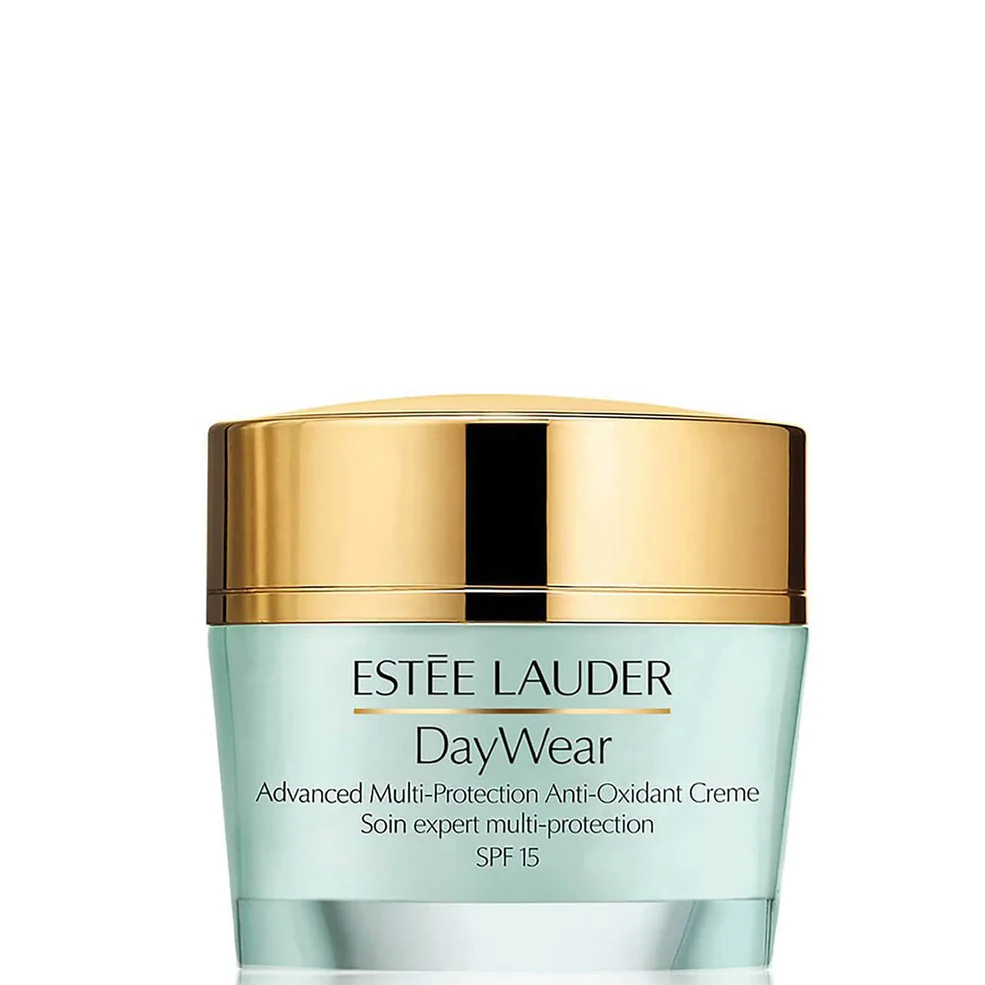 ESTĒE LAUDER
DayWear
Advanced Multi-Protection Anti-Oxidant Creme
Soin expert multi-protection
SPF 15